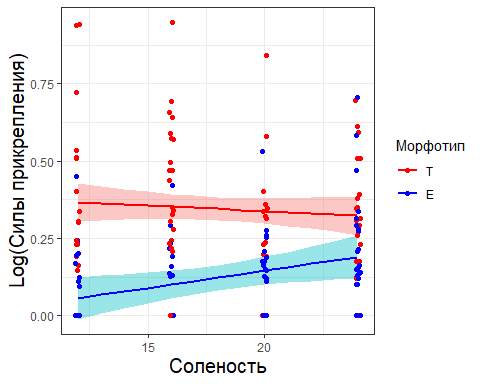 Log(Силы прикрепления)
0.75
0.50
0.25
0.00
15
20
Соленость
Морфотип
T
E